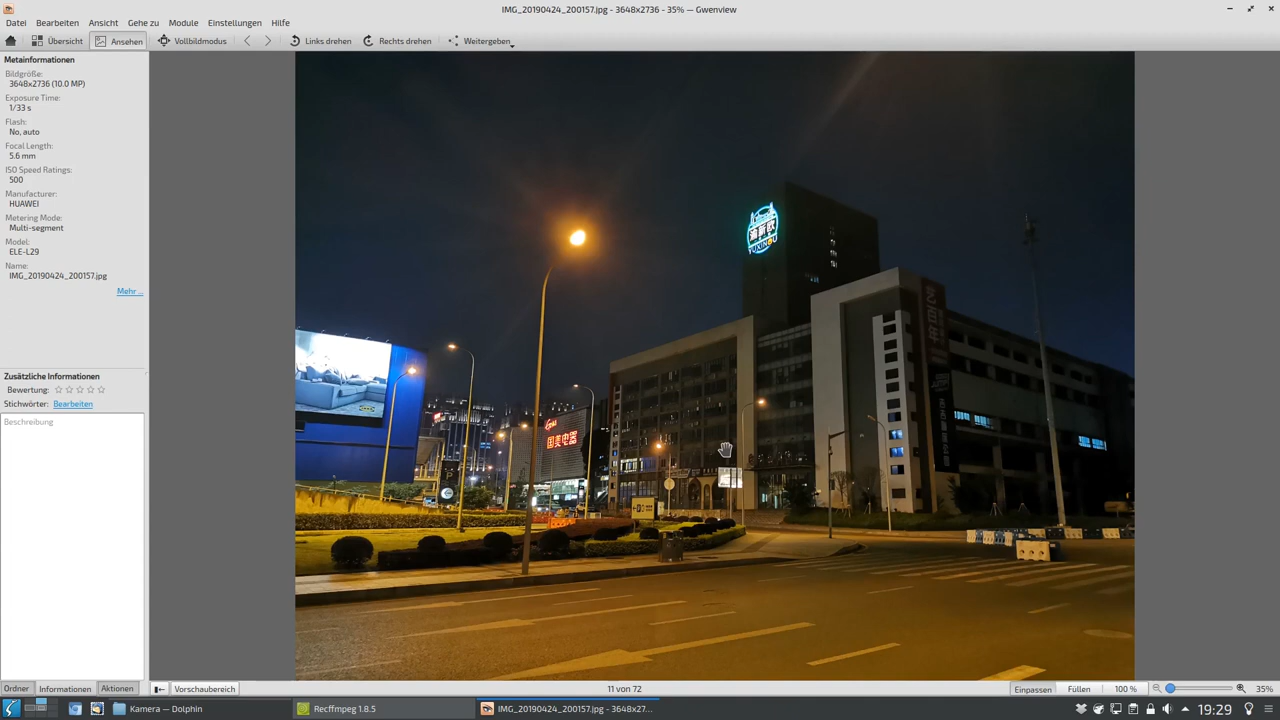 IMG_20190424_200157.jpg - 3648x2736 - 35% — Gwenview
Datei Bearbeiten Ansicht Gehe zu Module Einstellungen Hilfe
Übersicht Ansehen Vollbildmodus Links drehen Rechts drehen Weitergeben
Metainformationen
Bildgröße:
3648x2736 (10.0 MP)
Exposure Time:
1/33 s
Flash:
No, auto
Focal Length:
5.6 mm
ISO Speed Ratings:
500
Manufacturer:
HUAWEI
Metering Mode:
Multi-segment
Model:
ELE-L29
Name:
IMG_20190424_200157.jpg
Mehr ...
Zusätzliche Informationen
Bewertung:
Stichwörter: Bearbeiten
Beschreibung
渝新欧
YUXINOU
国美电器
P
P
Ordner Informationen Aktionen
Vorschaubereich
11 von 72
Einpassen Füllen 100 % 35%
Kamera — Dolphin
Recffmpeg 1.8.5
IMG_20190424_200157.jpg - 3648x27...
19:29